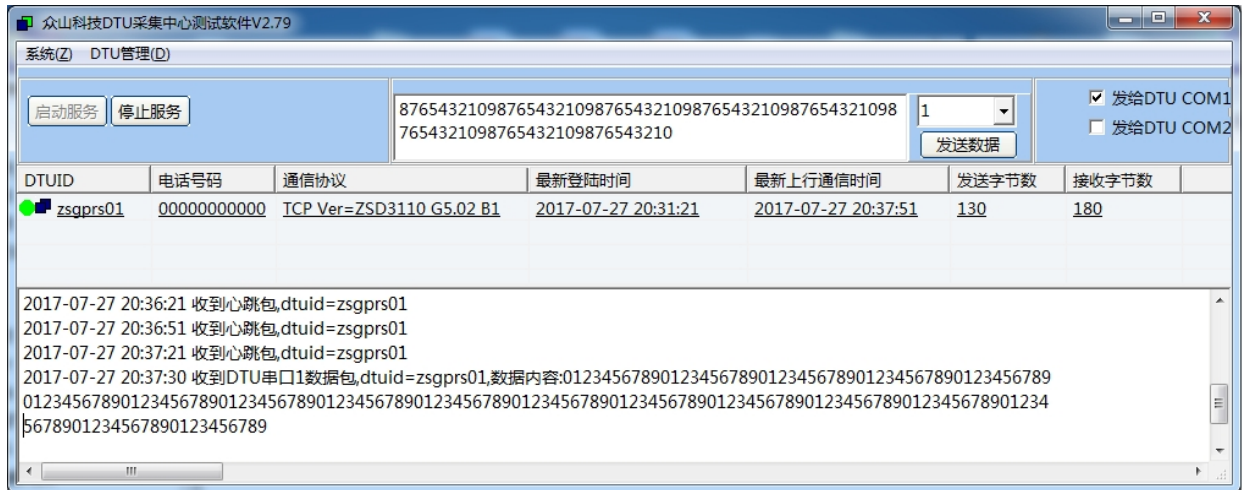 众山科技DTU采集中心测试软件V2.79
系统(Z) DTU管理(D)
启动服务 停止服务
876543210987654321098765432109876543210987654321098
7654321098765432109876543210
1
发送数据
发给DTU COM1
发给DTU COM2
DTUID 电话号码 通信协议 最新登陆时间 最新上行通信时间 发送字节数 接收字节数
zsgprs01 00000000000 TCP Ver=ZSD3110 G5.02 B1 2017-07-27 20:31:21 2017-07-27 20:37:51 130 180
2017-07-27 20:36:21 收到心跳包,dtuid=zsgprs01
2017-07-27 20:36:51 收到心跳包,dtuid=zsgprs01
2017-07-27 20:37:21 收到心跳包,dtuid=zsgprs01
2017-07-27 20:37:30 收到DTU串口1数据包,dtuid=zsgprs01,数据内容:01234567890123456789012345678901234567890123456789
012345678901234567890123456789012345678901234567890123456789012345678901234567890123456789012345678901234
5678901234567890123456789